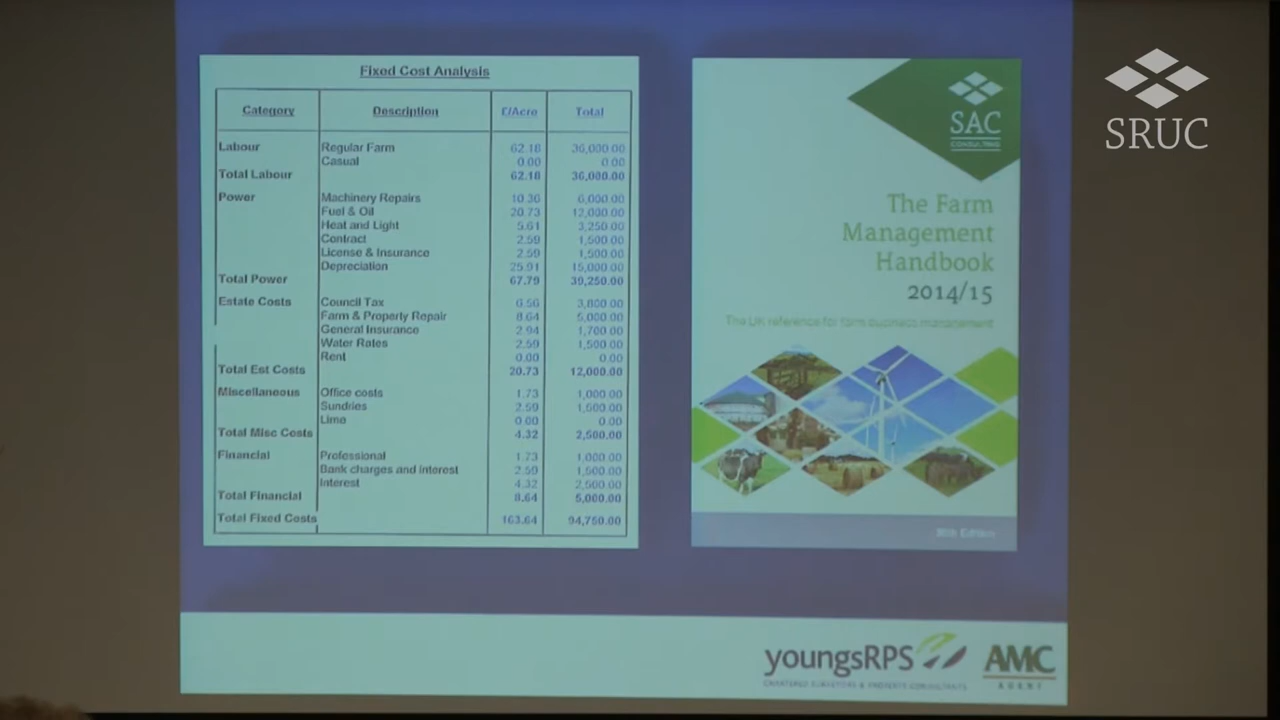 Fixed Cost Analysis
Category Description £/Acre Total
Labour Regular Farm 62.18 36,000.00
Casual 0.00 0.00
Total Labour 62.18 36,000.00
Power Machinery Repairs 10.36 6,000.00
Fuel & Oil 20.73 12,000.00
Heat and Light 5.61 3,250.00
Contract 2.59 1,500.00
License & Insurance 2.59 1,500.00
Depreciation 25.91 15,000.00
Total Power 67.79 39,250.00
Estate Costs Council Tax 6.56 3,800.00
Farm & Property Repair 8.64 5,000.00
General Insurance 2.94 1,700.00
Water Rates 2.59 1,500.00
Rent 0.00 0.00
Total Est Costs 20.73 12,000.00
Miscellaneous Office costs 1.73 1,000.00
Sundries 2.59 1,500.00
Lime 0.00 0.00
Total Misc Costs 4.32 2,500.00
Financial Professional 1.73 1,000.00
Bank charges and interest 2.59 1,500.00
Interest 4.32 2,500.00
Total Financial 8.64 5,000.00
Total Fixed Costs 163.64 94,750.00
SAC
CONSULTING
The Farm
Management
Handbook
2014/15
The UK reference for farm business management
Edition
SRUC
youngsRPS
CHARTERED SURVEYORS & PROPERTY CONSULTANTS
AMC
AGENT